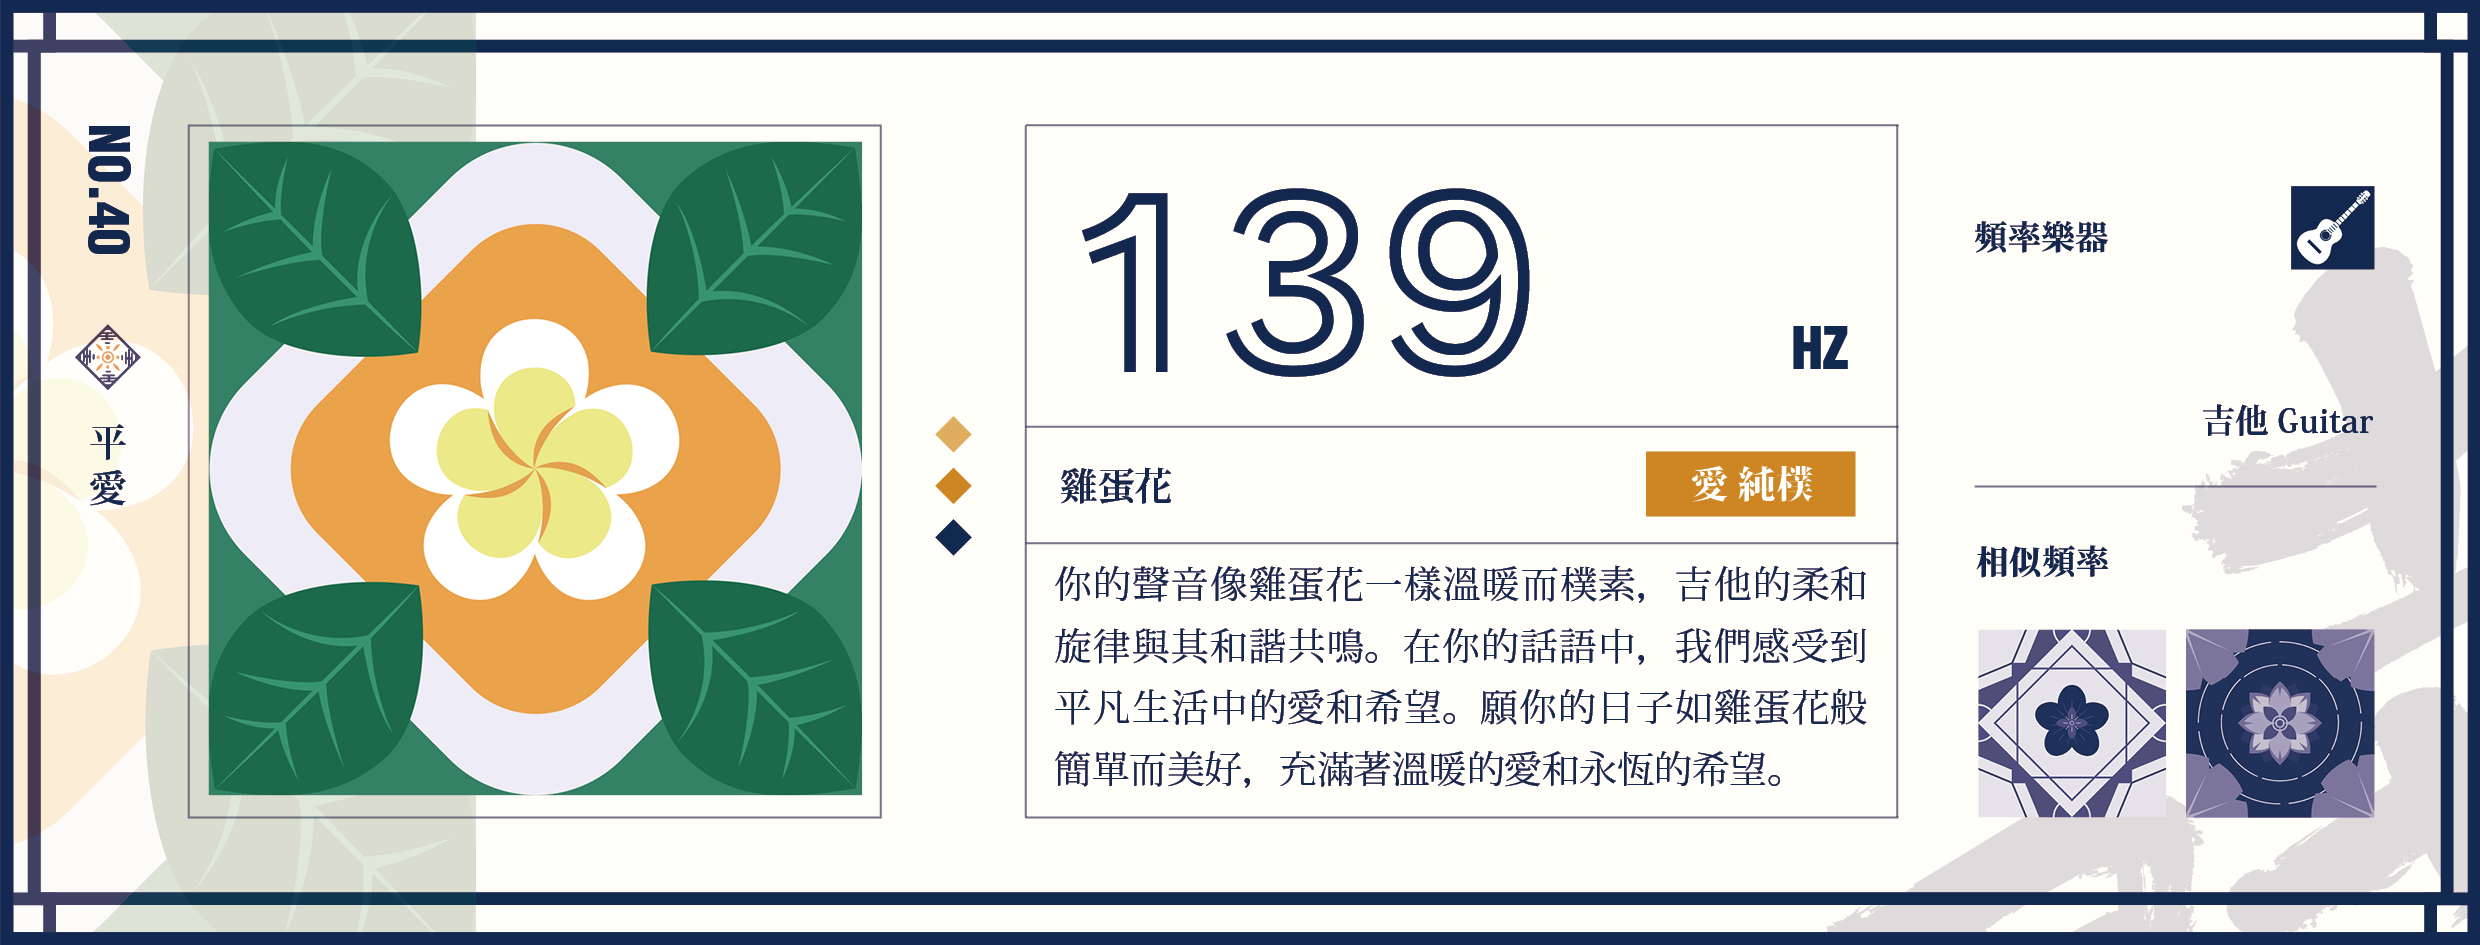 NO.40
平愛
139
HZ
雞蛋花
愛 純樸
你的聲音像雞蛋花一樣溫暖而樸素，吉他的柔和
旋律與其和諧共鳴。在你的話語中，我們感受到
平凡生活中的愛和希望。願你的日子如雞蛋花般
簡單而美好，充滿著溫暖的愛和永恆的希望。
頻率樂器
吉他 Guitar
相似頻率